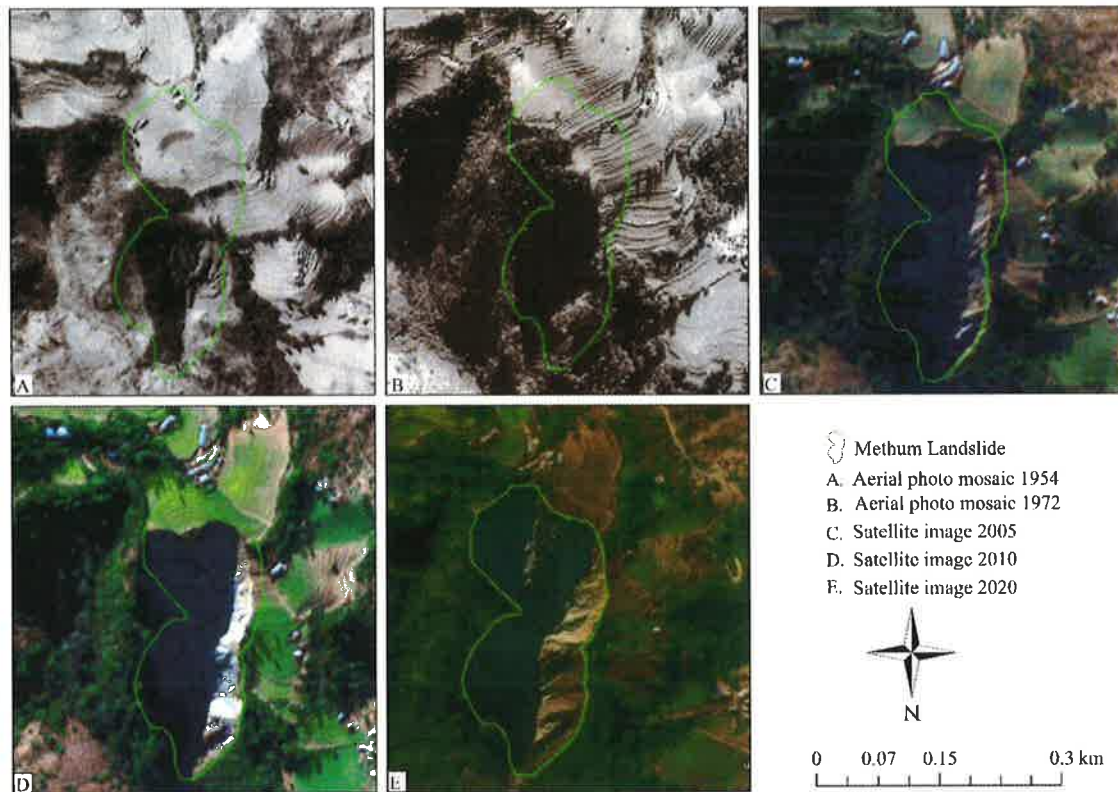 A
B
C
D
E
Methum Landslide
A. Aerial photo mosaic 1954
B. Aerial photo mosaic 1972
C. Satellite image 2005
D. Satellite image 2010
E. Satellite image 2020
N
0 0.07 0.15 0.3 km